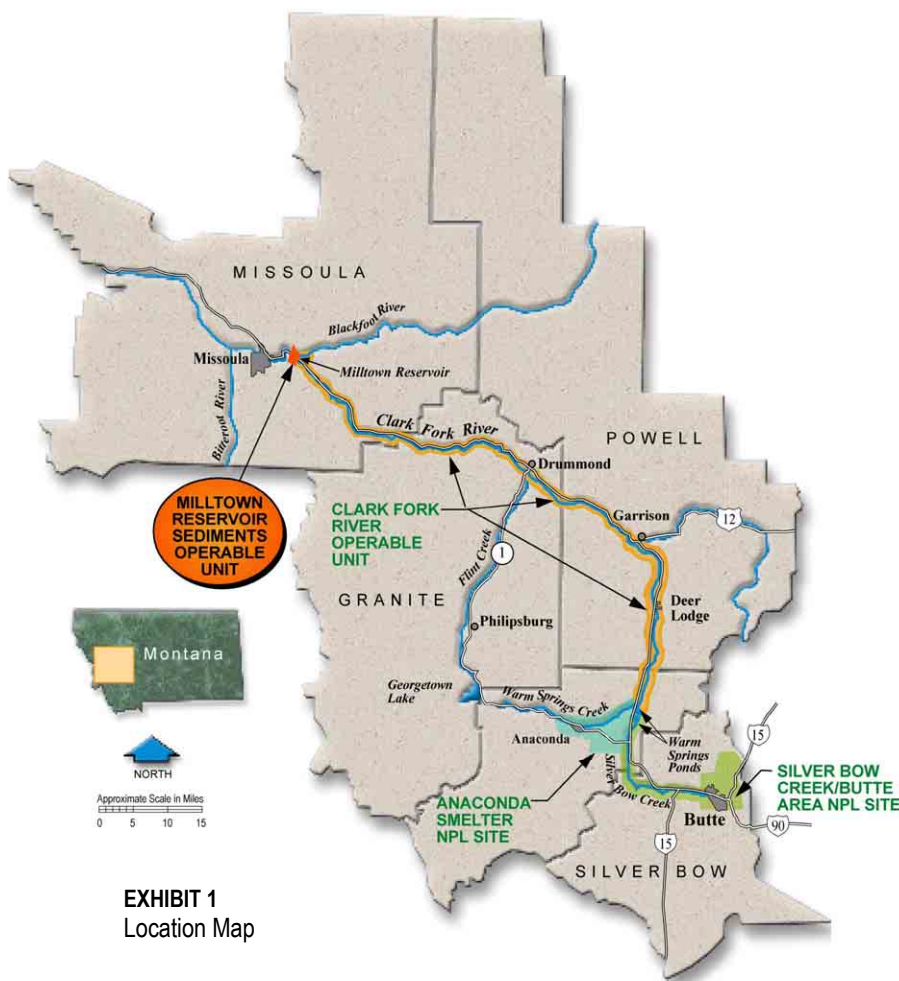 MISSOULA
Blackfoot River
Missoula
Milltown Reservoir
Bitteroot River
Clark Fork River
POWELL
Drummond
MILLTOWN
RESERVOIR
SEDIMENTS
OPERABLE
UNIT
CLARK FORK
RIVER
OPERABLE
UNIT
Garrison
12
1
Flint Creek
GRANITE
Deer
Lodge
Philipsburg
Montana
Georgetown
Lake
Warm Springs Creek
Anaconda
Warm
Springs
Ponds
15
NORTH
Silver Bow Creek
SILVER BOW
CREEK/BUTTE
AREA NPL SITE
Approximate Scale in Miles
0 5 10 15
ANACONDA
SMELTER
NPL SITE
Butte
90
15
SILVER BOW
EXHIBIT 1
Location Map